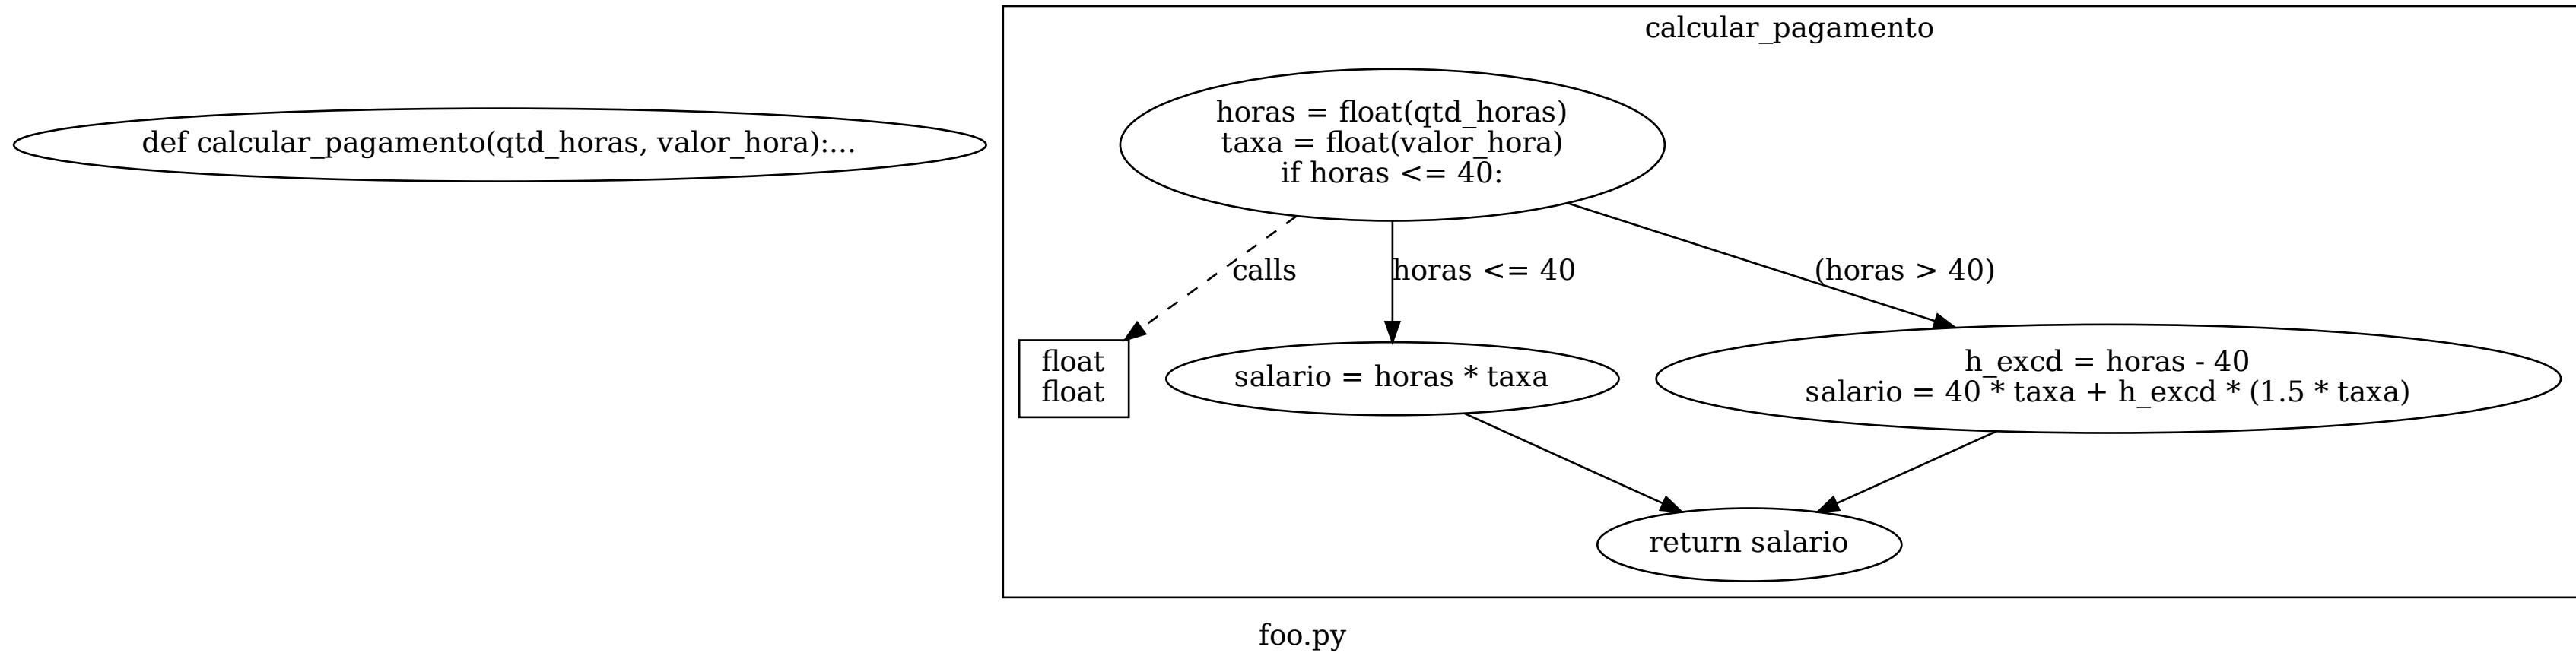 calcular_pagamento
def calcular_pagamento(qtd_horas, valor_hora):...
horas = float(qtd_horas)
taxa = float(valor_hora)
if horas <= 40:
calls
horas <= 40
(horas > 40)
float
float
salario = horas * taxa
h_excd = horas - 40
salario = 40 * taxa + h_excd * (1.5 * taxa)
return salario
foo.py